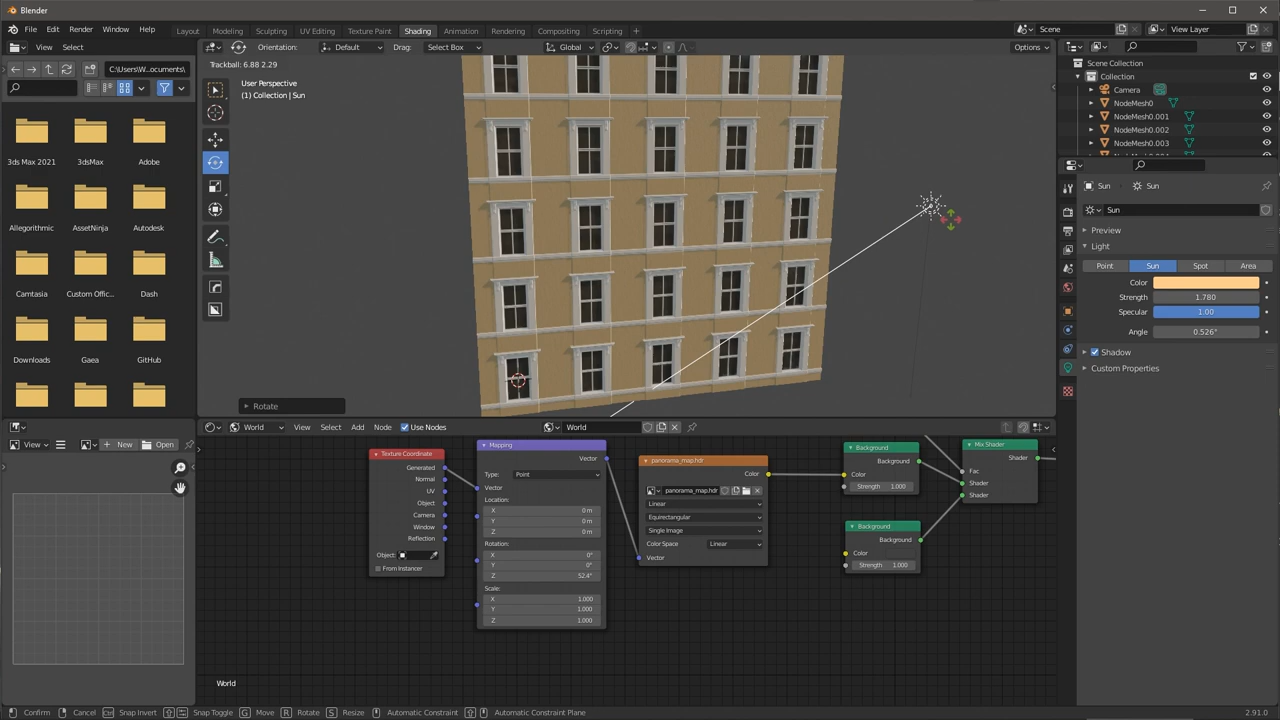 Blender
File Edit Render Window Help
Layout Modeling Sculpting UV Editing Texture Paint Shading Animation Rendering Compositing Scripting
Scene
View Layer
View Select
Orientation: Default Drag: Select Box
Global
Options
C:\Users\W...ocuments\
Trackball: 6.88 2.29
User Perspective
(1) Collection | Sun
3ds Max 2021 3dsMax Adobe
Allegorithmic AssetNinja Autodesk
Camtasia Custom Offic... Dash
Downloads Gaea GitHub
Rotate
Scene Collection
Collection
Camera
NodeMesh0
NodeMesh0.001
NodeMesh0.002
NodeMesh0.003
Sun Sun
Sun
Preview
Light
Point Sun Spot Area
Color
Strength 1.780
Specular 1.00
Angle 0.526°
Shadow
Custom Properties
View New Open
World View Select Add Node Use Nodes
World
Texture Coordinate
Generated
Normal
UV
Object
Camera
Window
Reflection
Object:
From Instancer
Mapping
Vector
Type: Point
Vector
Location:
X 0 m
Y 0 m
Z 0 m
Rotation:
X 0°
Y 0°
Z 52.4°
Scale:
X 1.000
Y 1.000
Z 1.000
panorama_map.hdr
Color
panorama_map.hdr
Linear
Equirectangular
Single Image
Color Space Linear
Vector
Background
Background
Color
Strength 1.000
Background
Background
Color
Strength 1.000
Mix Shader
Shader
Fac
Shader
Shader
World
Confirm Cancel Snap Invert Snap Toggle G Move R Rotate S Resize Automatic Constraint Automatic Constraint Plane
2.91.0